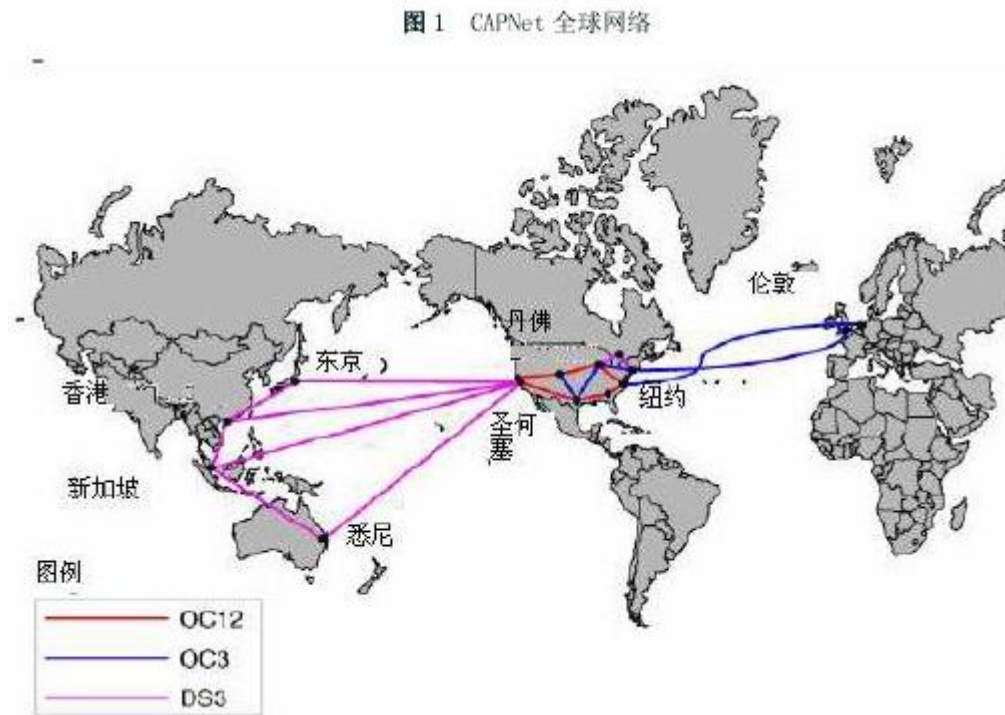 图1 CAPNet 全球网络
伦敦
丹佛
东京
香港
纽约
圣何
塞
新加坡
悉尼
图例
OC12
OC3
DS3